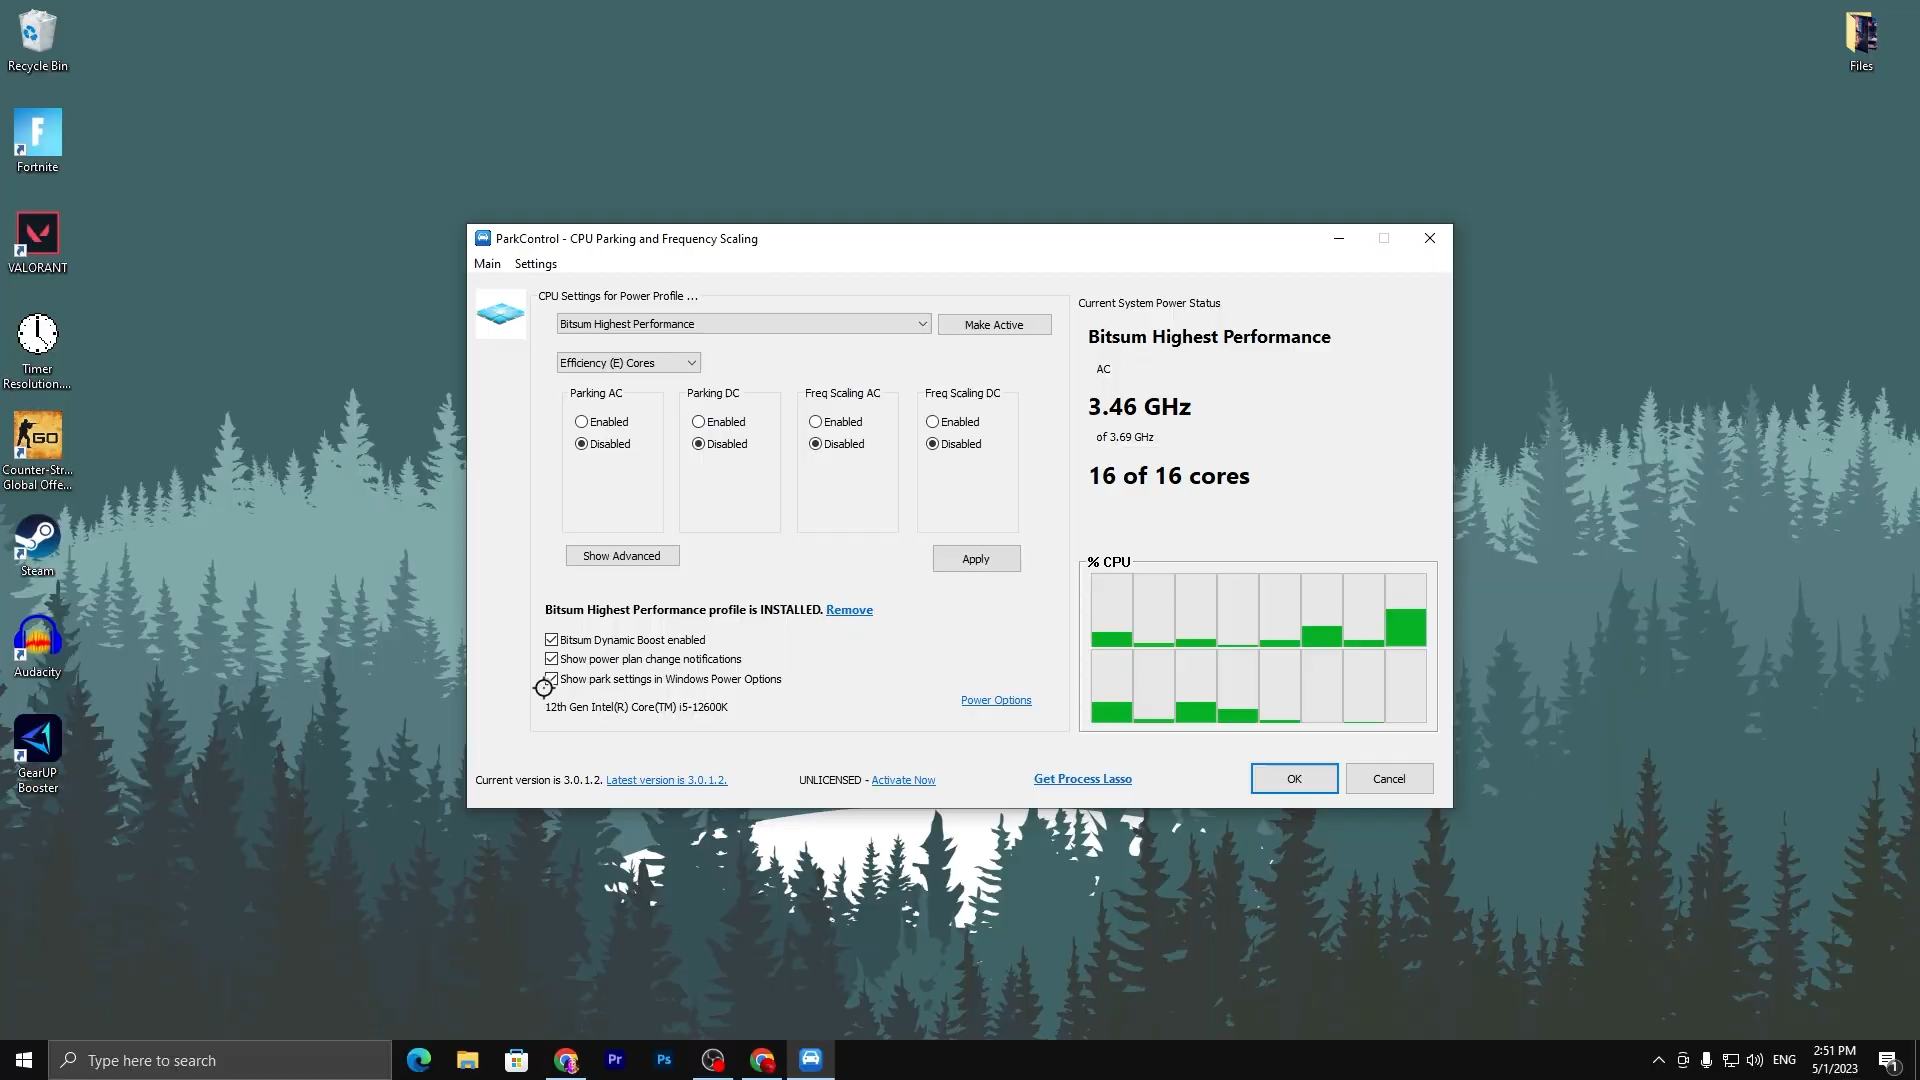 Recycle Bin
Files
Fortnite
VALORANT
Timer
Resolution....
GO
Counter-Str...
Global Offe...
Steam
Audacity
GearUP
Booster
ParkControl - CPU Parking and Frequency Scaling
Main Settings
CPU Settings for Power Profile ...
Bitsum Highest Performance
Make Active
Efficiency (E) Cores
Parking AC
Enabled
Disabled
Parking DC
Enabled
Disabled
Freq Scaling AC
Enabled
Disabled
Freq Scaling DC
Enabled
Disabled
Show Advanced
Apply
Bitsum Highest Performance profile is INSTALLED. Remove
Bitsum Dynamic Boost enabled
Show power plan change notifications
Show park settings in Windows Power Options
12th Gen Intel(R) Core(TM) i5-12600K
Power Options
Current System Power Status
Bitsum Highest Performance
AC
3.46 GHz
of 3.69 GHz
16 of 16 cores
% CPU
Current version is 3.0.1.2. Latest version is 3.0.1.2.
UNLICENSED - Activate Now
Get Process Lasso
OK
Cancel
Type here to search
Pr
Ps
ENG
2:51 PM
5/1/2023
1